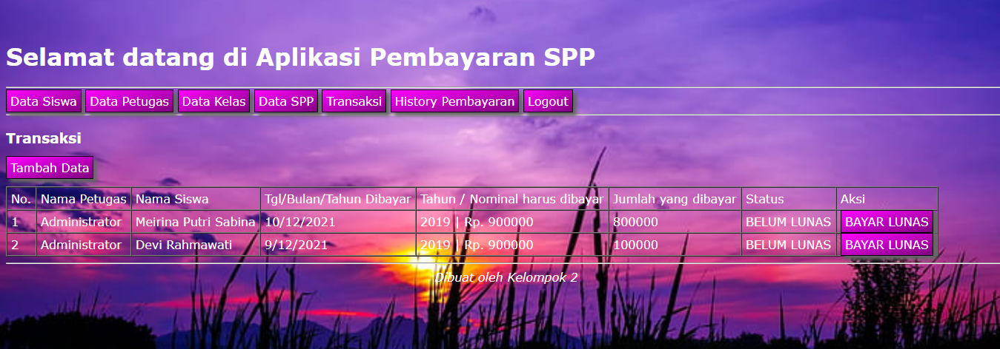 Selamat datang di Aplikasi Pembayaran SPP
Data Siswa Data Petugas Data Kelas Data SPP Transaksi History Pembayaran Logout
Transaksi
Tambah Data
No. Nama Petugas Nama Siswa Tgl/Bulan/Tahun Dibayar Tahun / Nominal harus dibayar Jumlah yang dibayar Status Aksi
1 Administrator Meirina Putri Sabina 10/12/2021 2019 | Rp. 900000 800000 BELUM LUNAS BAYAR LUNAS
2 Administrator Devi Rahmawati 9/12/2021 2019 | Rp. 900000 100000 BELUM LUNAS BAYAR LUNAS
Dibuat oleh Kelompok 2